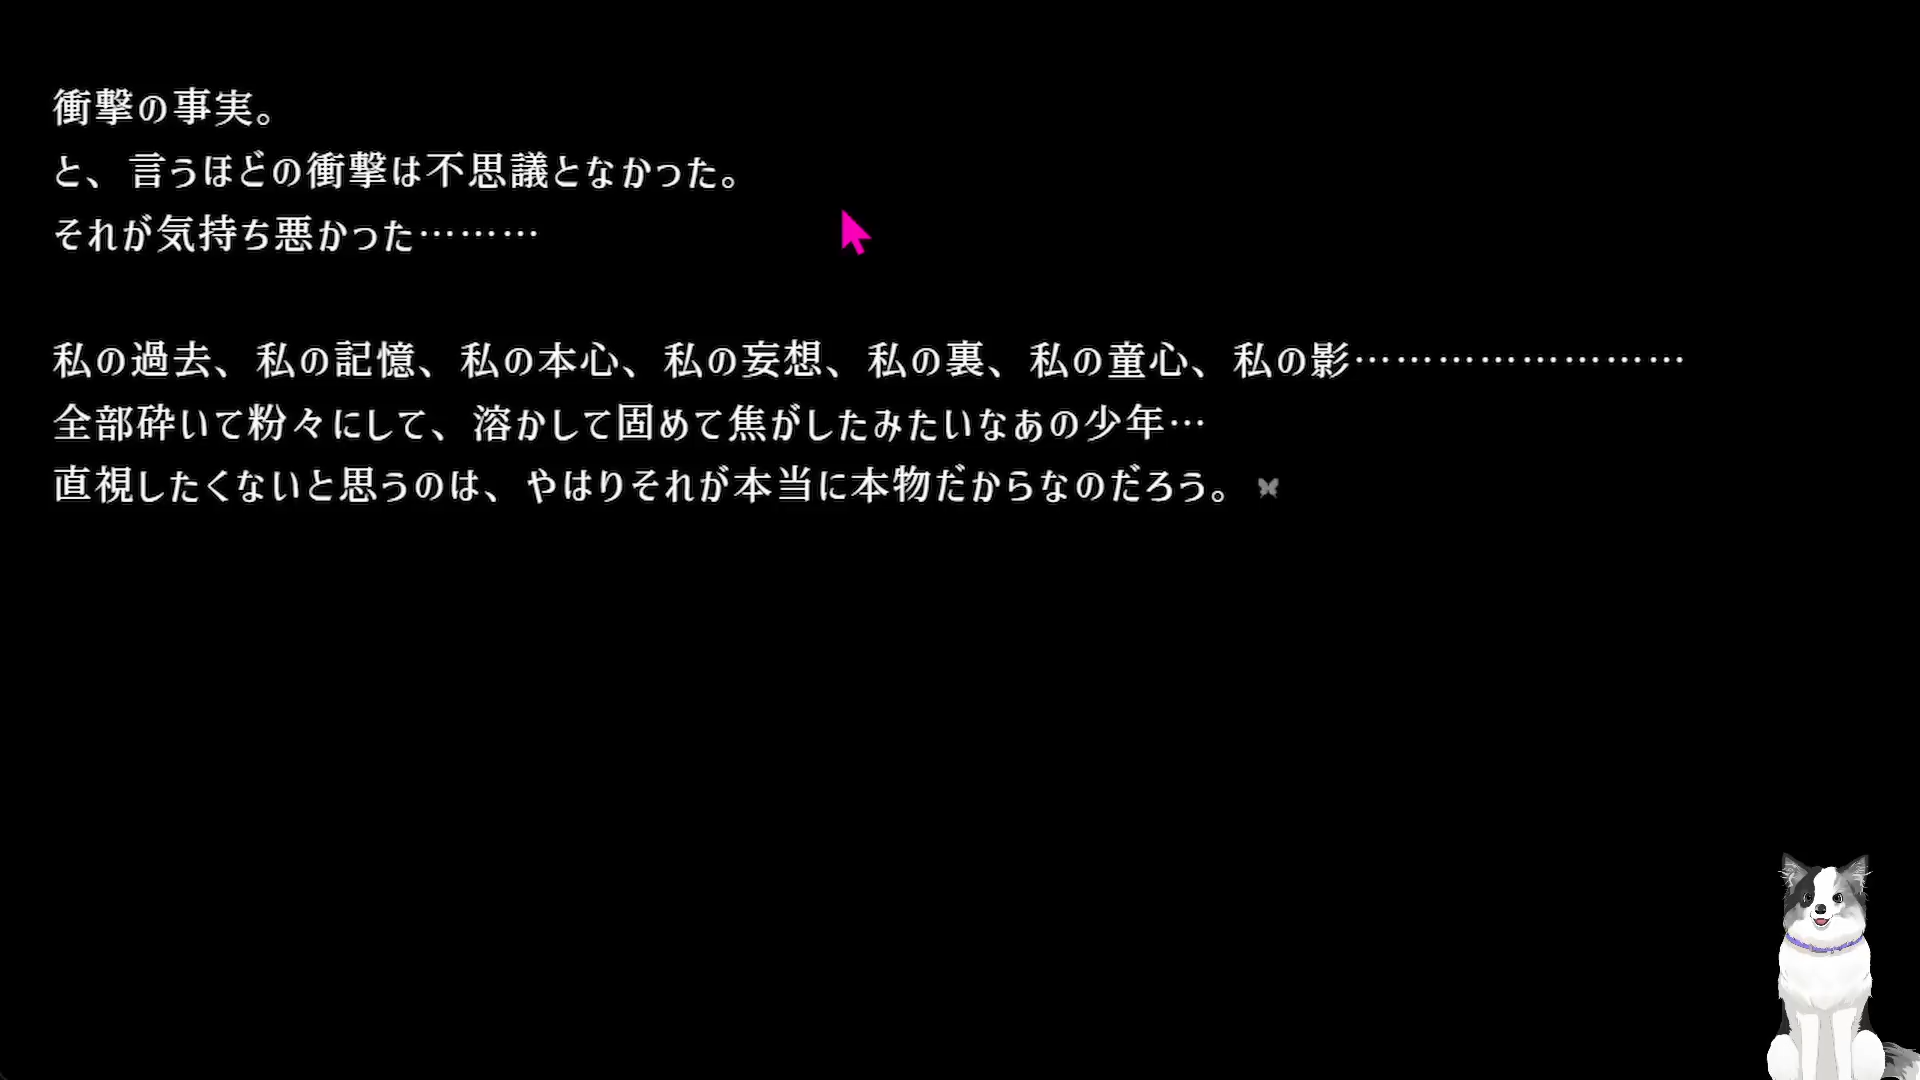 衝撃の事実。
と、言うほどの衝撃は不思議となかった。
それが気持ち悪かった………
私の過去、私の記憶、私の本心、私の妄想、私の裏、私の童心、私の影……………………
全部砕いて粉々にして、溶かして固めて焦がしたみたいなあの少年…
直視したくないと思うのは、やはりそれが本当に本物だからなのだろう。